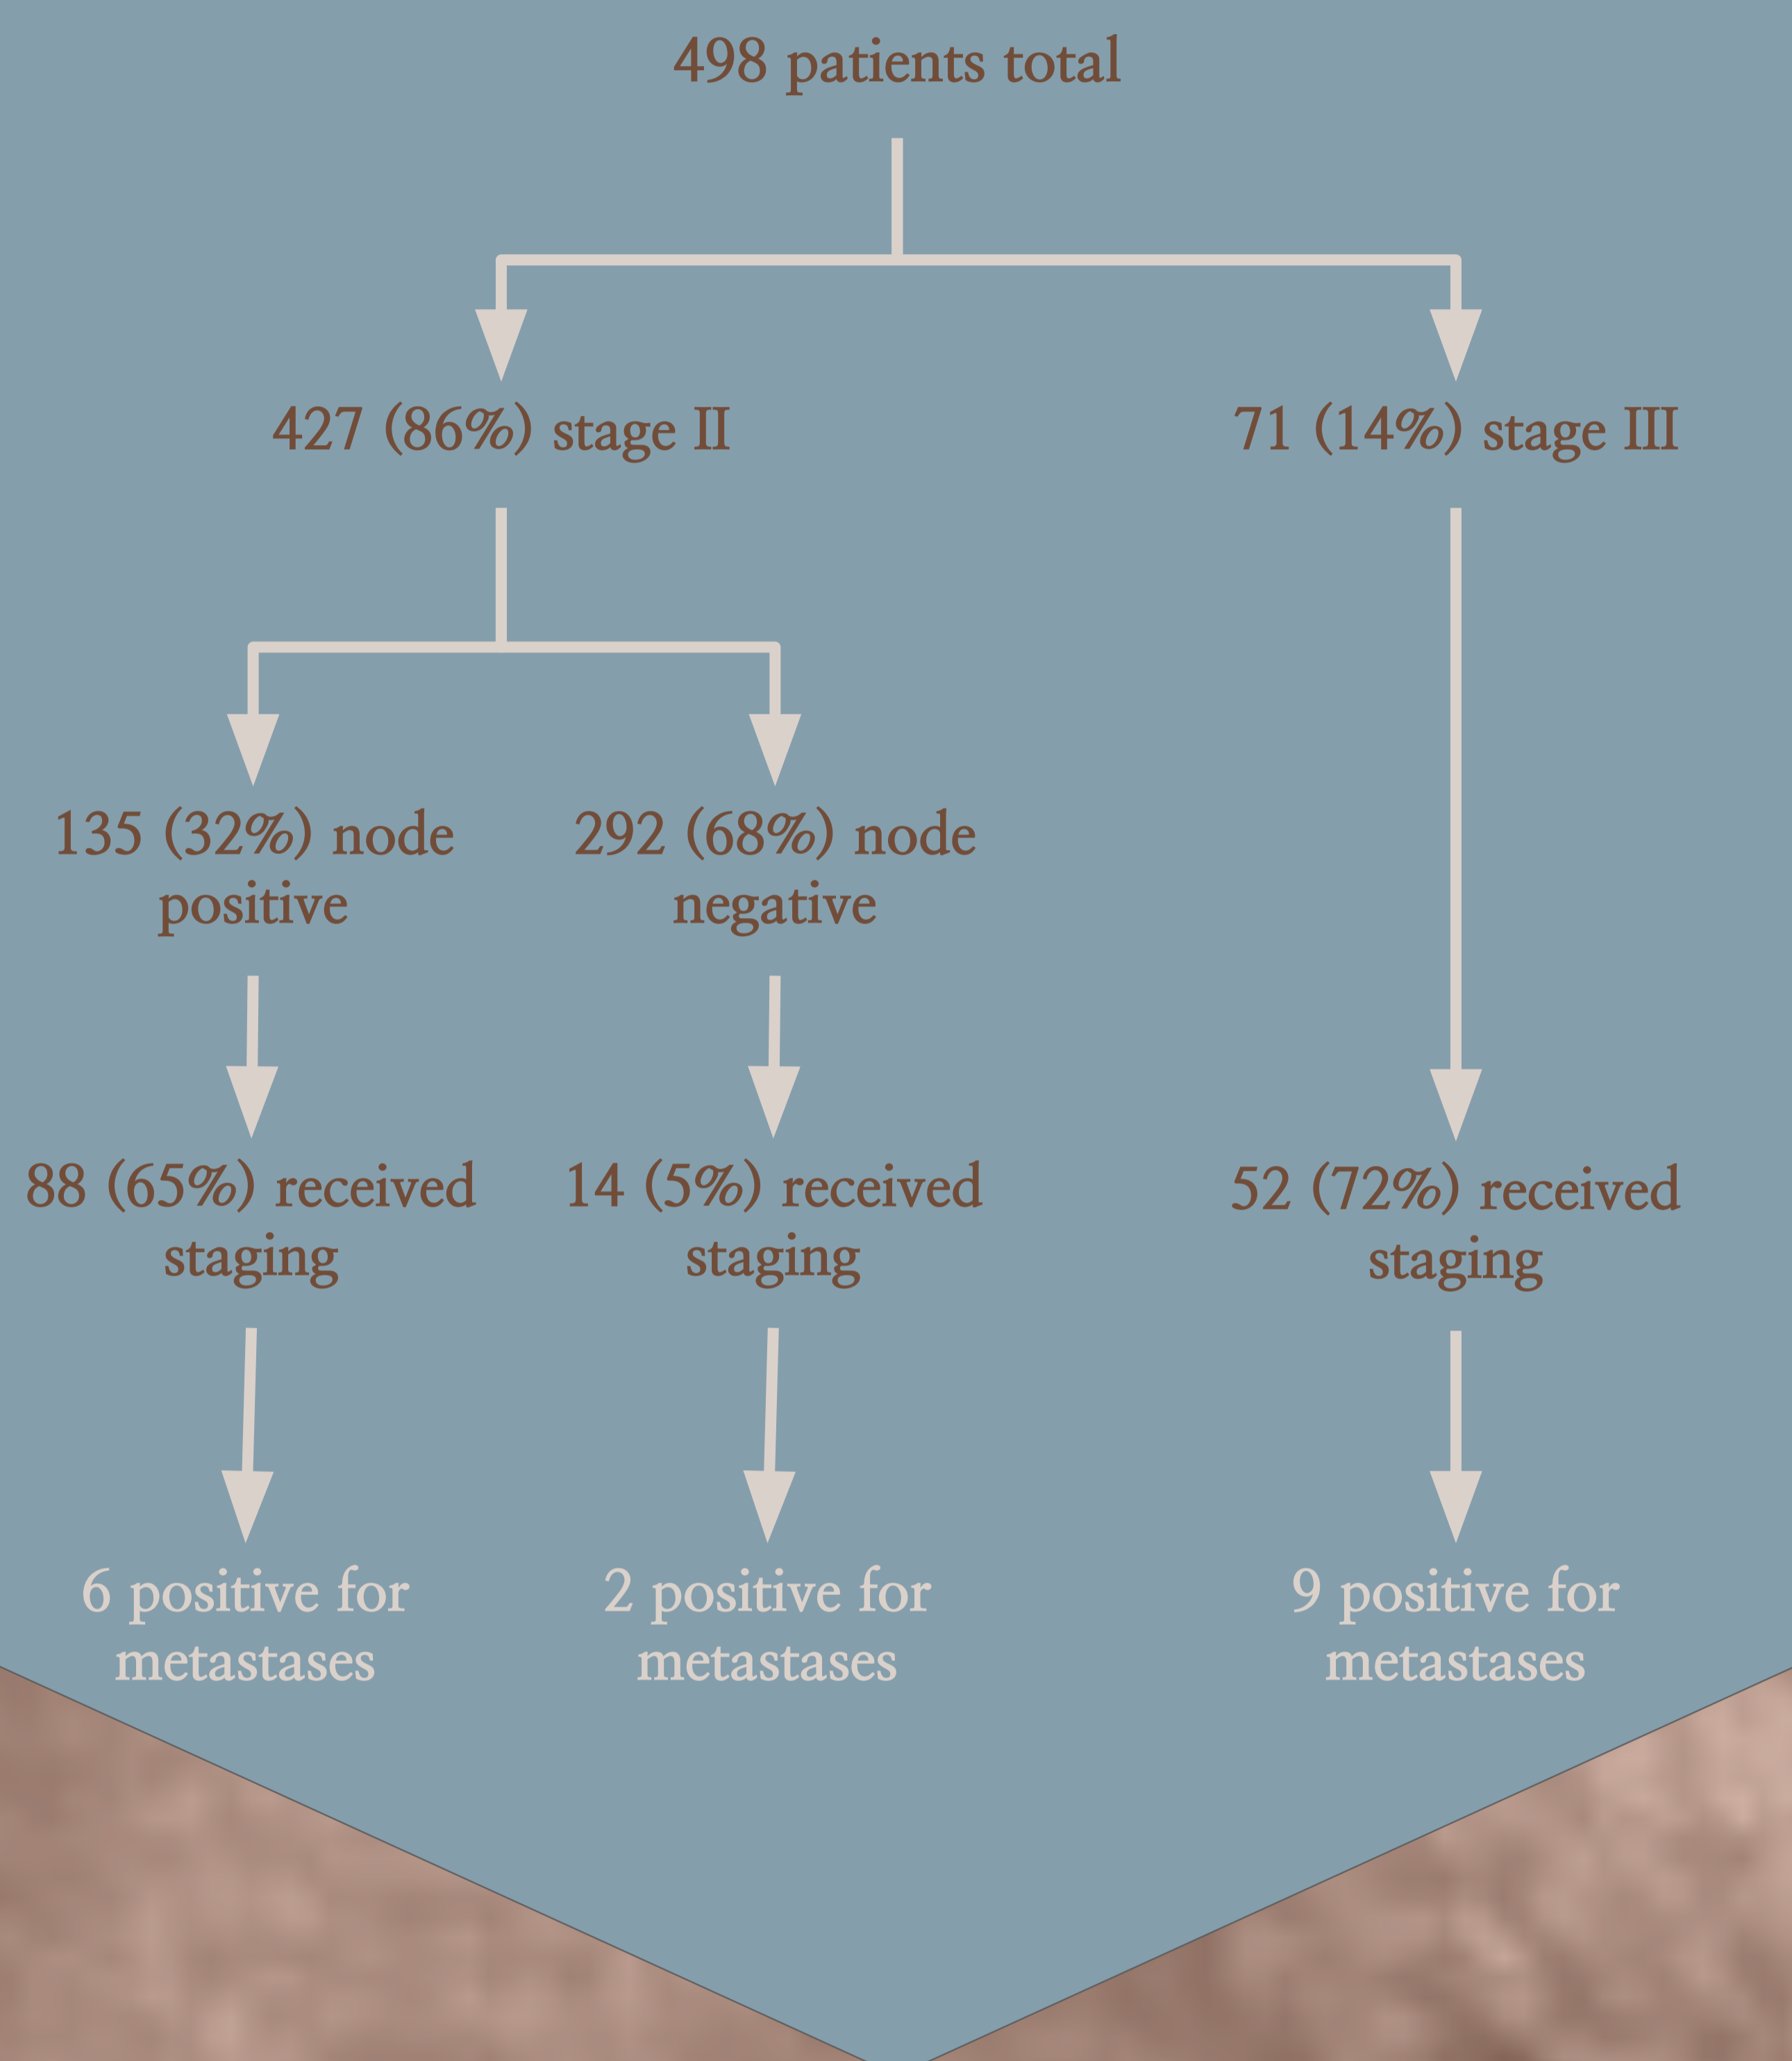 498 patients total
427 (86%) stage II
71 (14%) stage III
135 (32%) node
positive
292 (68%) node
negative
88 (65%) received
staging
14 (5%) received
staging
52 (72%) received
staging
6 positive for
metastases
2 positive for
metastases
9 positive for
metastases